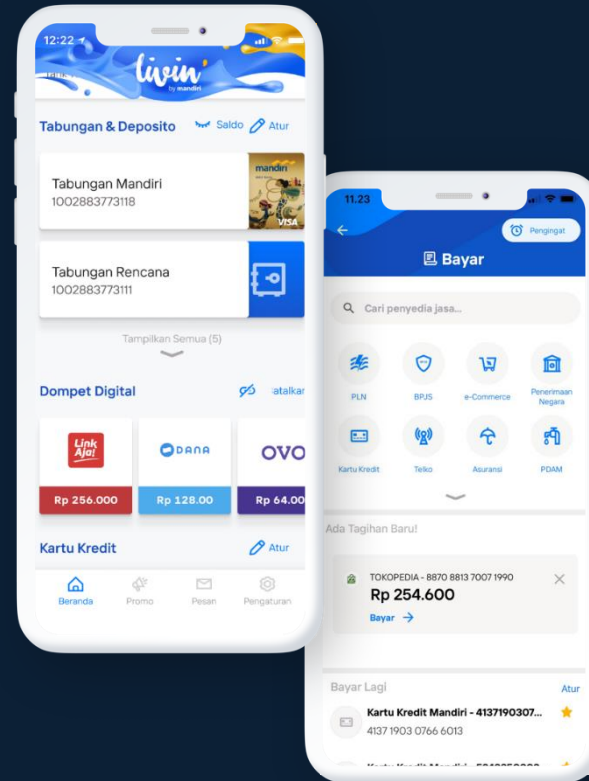 12:22
livin'
by mandiri
Tabungan & Deposito
Saldo
Atur
Tabungan Mandiri
1002883773118
mandiri
VISA
Tabungan Rencana
1002883773111
Tampilkan Semua (5)
Dompet Digital
atalkar
LinkAja!
DANA
OVO
Rp 256.000
Rp 128.00
Rp 64.00
Kartu Kredit
Atur
Beranda
Promo
Pesan
Pengaturan
11.23
Pengingat
Bayar
Cari penyedia jasa...
PLN
BPJS
e-Commerce
Penerimaan
Negara
Kartu Kredit
Telko
Asuransi
PDAM
Ada Tagihan Baru!
TOKOPEDIA - 8870 8813 7007 1990
Rp 254.600
Bayar →
Bayar Lagi
Atur
Kartu Kredit Mandiri - 4137190307...
4137 1903 0766 6013